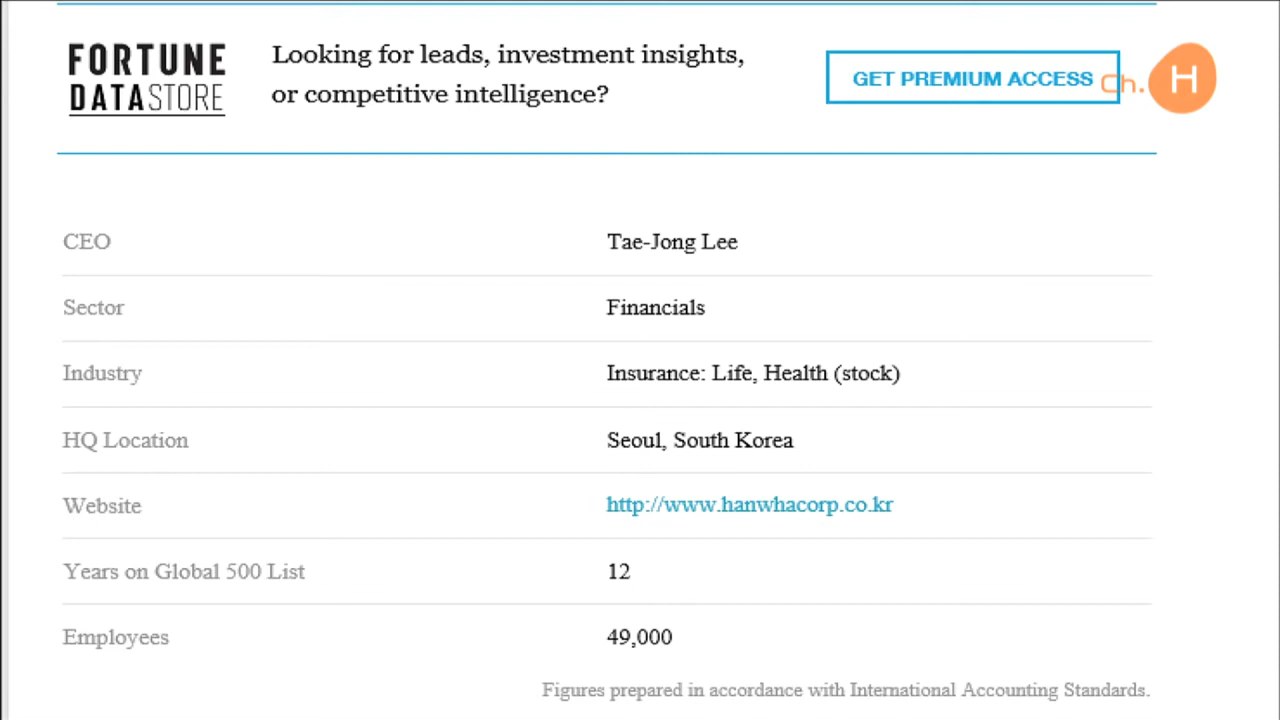 FORTUNE
DATASTORE
Looking for leads, investment insights,
or competitive intelligence?
GET PREMIUM ACCESS
Ch. H
CEO Tae-Jong Lee
Sector Financials
Industry Insurance: Life, Health (stock)
HQ Location Seoul, South Korea
Website http://www.hanwhacorp.co.kr
Years on Global 500 List 12
Employees 49,000
Figures prepared in accordance with International Accounting Standards.